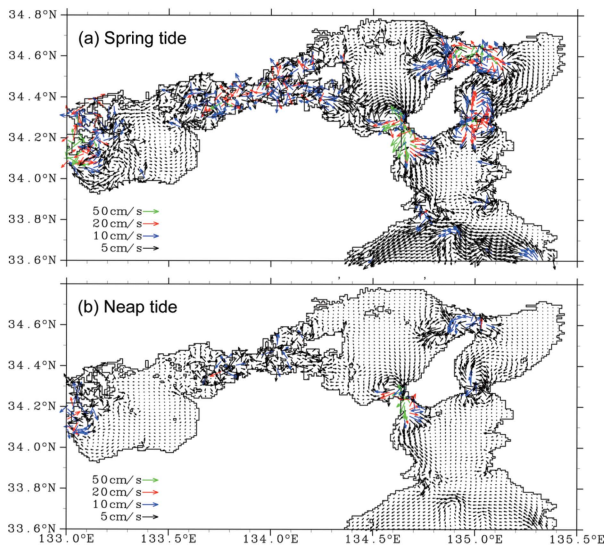 34.8°N
(a) Spring tide
34.6°
34.4°
34.2°
34.0°
33.8°
50cm/s
20cm/s
10cm/s
5cm/s
33.6°
(b) Neap tide
34.6°
34.4°
34.2°
34.0°
33.8°
50cm/s
20cm/s
10cm/s
5cm/s
33.6°
133.0°E 133.5°E 134.0°E 134.5°E 135.0°E 135.5°E